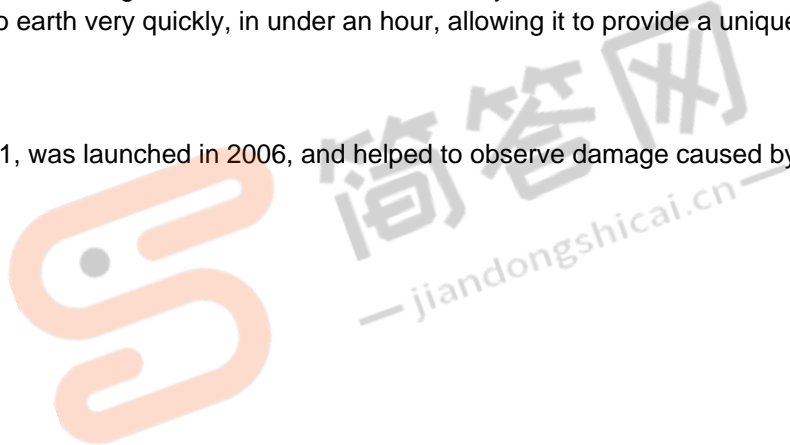 o earth very quickly, in under an hour, allowing it to provide a unique
1, was launched in 2006, and helped to observe damage caused by
简答网
jiandongshicai.cn